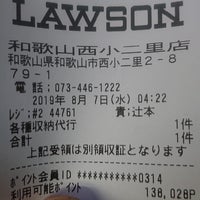 LAWSON
和歌山西小二里店
和歌山県和歌山市西小二里2-8
79-1
電話:073-446-1222
2019年 8月 7日(水) 04:22
レジ:#2 44761 責:辻本
各種収納代行 1件
合計 1件
上記受領は別領収証となります
ポイント会員ID ************0314
利用可能ポイント 138,028P